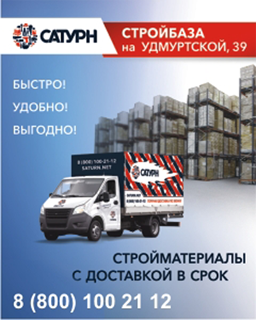 САТУРН
СТРОЙБАЗА
на УДМУРТСКОЙ, 39
БЫСТРО!
УДОБНО!
ВЫГОДНО!
8 (800) 100-21-12
SATURN.NET
САТУРН
СТРОЙМАТЕРИАЛЫ
С ДОСТАВКОЙ В СРОК
8 (800) 100 21 12